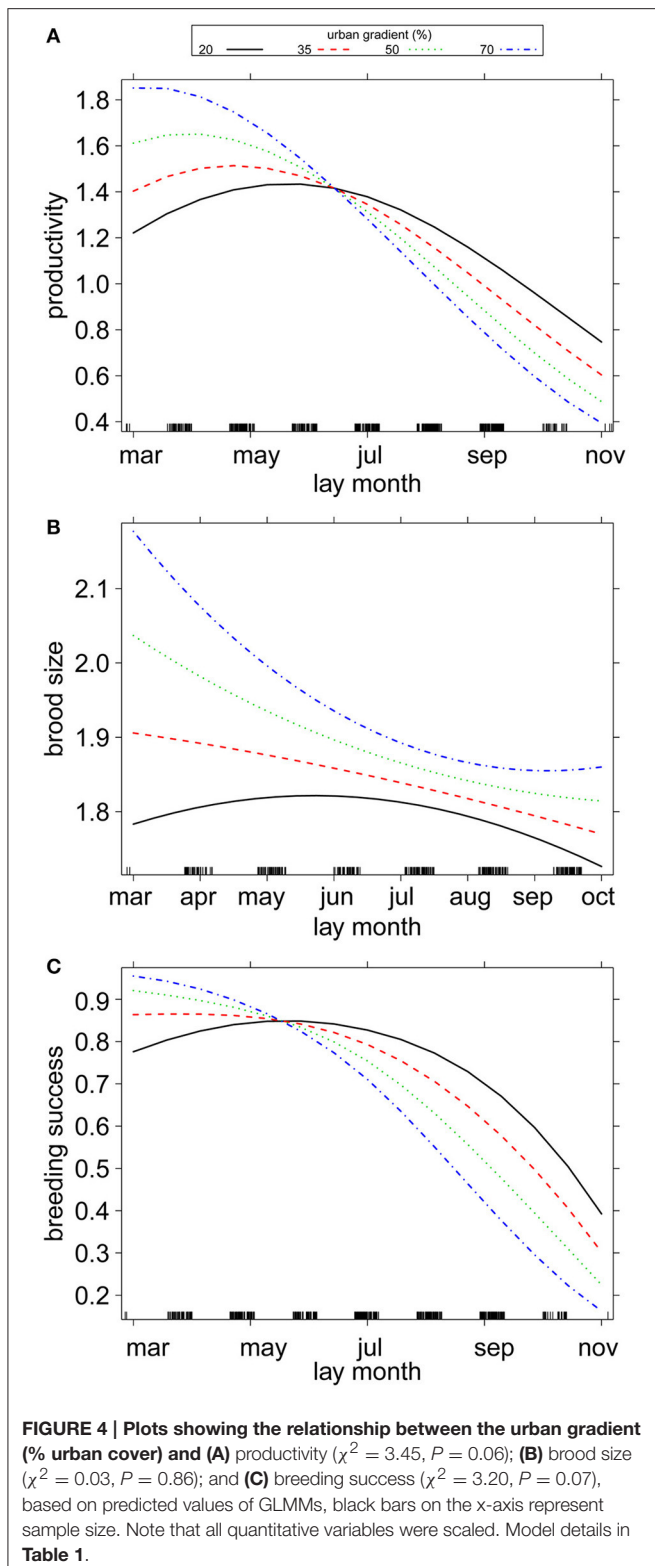 A
urban gradient (%)
20 35 50 70
1.8
1.6
1.4
1.2
1.0
0.8
0.6
0.4
productivity
mar may jul sep nov
lay month
B
2.1
2.0
1.9
1.8
brood size
mar apr may jun jul aug sep oct
lay month
C
0.9
0.8
0.7
0.6
0.5
0.4
0.3
0.2
breeding success
mar may jul sep nov
lay month
FIGURE 4 | Plots showing the relationship between the urban gradient
(% urban cover) and (A) productivity (χ² = 3.45, P = 0.06); (B) brood size
(χ² = 0.03, P = 0.86); and (C) breeding success (χ² = 3.20, P = 0.07),
based on predicted values of GLMMs, black bars on the x-axis represent
sample size. Note that all quantitative variables were scaled. Model details in
Table 1.